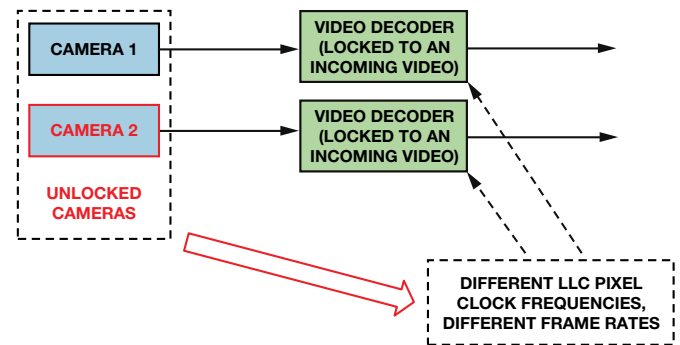 CAMERA 1
VIDEO DECODER
(LOCKED TO AN
INCOMING VIDEO)
CAMERA 2
VIDEO DECODER
(LOCKED TO AN
INCOMING VIDEO)
UNLOCKED
CAMERAS
DIFFERENT LLC PIXEL
CLOCK FREQUENCIES,
DIFFERENT FRAME RATES